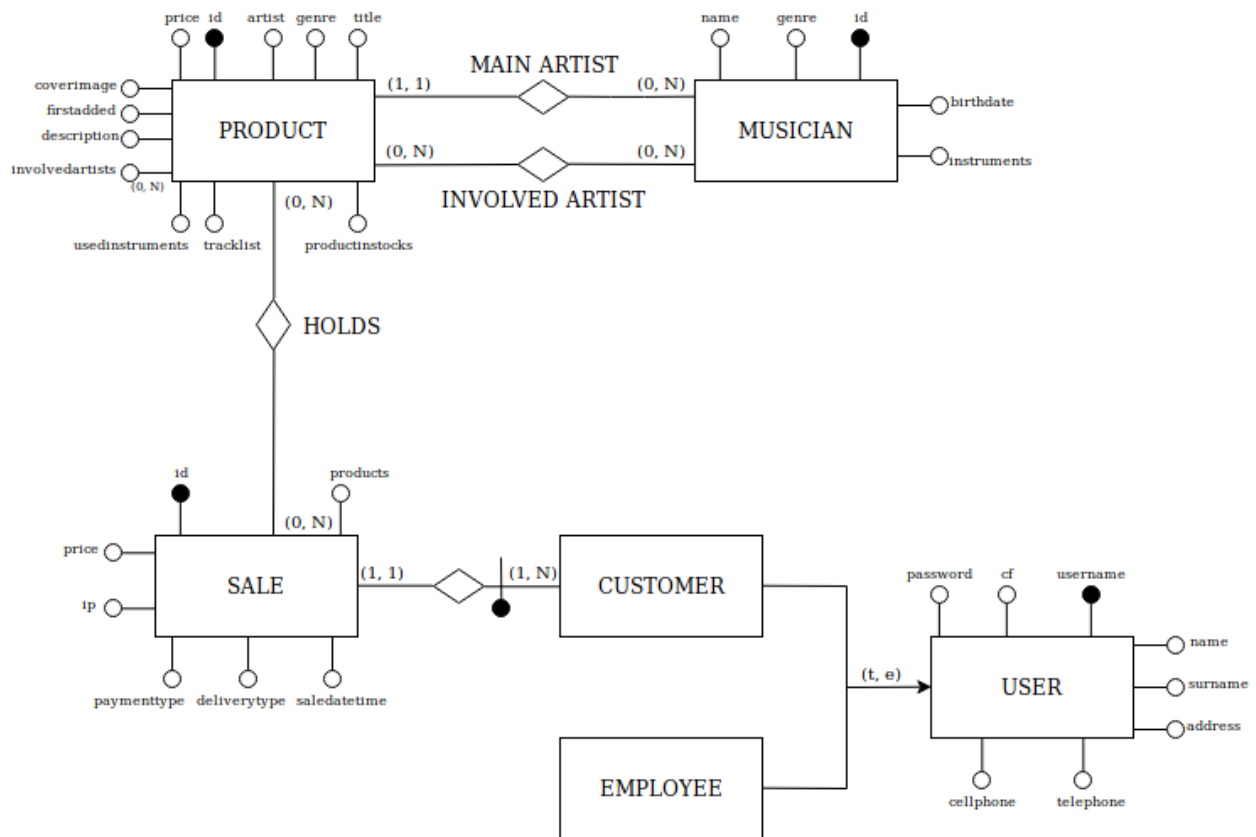 price id artist genre title
name genre id
MAIN ARTIST
(1, 1) (0, N)
coverimage
firstadded
description
involvedartists
(0, N)
PRODUCT
MUSICIAN
birthdate
instruments
(0, N) (0, N)
INVOLVED ARTIST
(0, N)
usedinstruments tracklist productinstocks
HOLDS
id products
(0, N)
price
ip
SALE
(1, 1) (1, N)
CUSTOMER
paymenttype deliverytype saledatetime
password cf username
name
surname
address
(t, e)
USER
EMPLOYEE
cellphone telephone